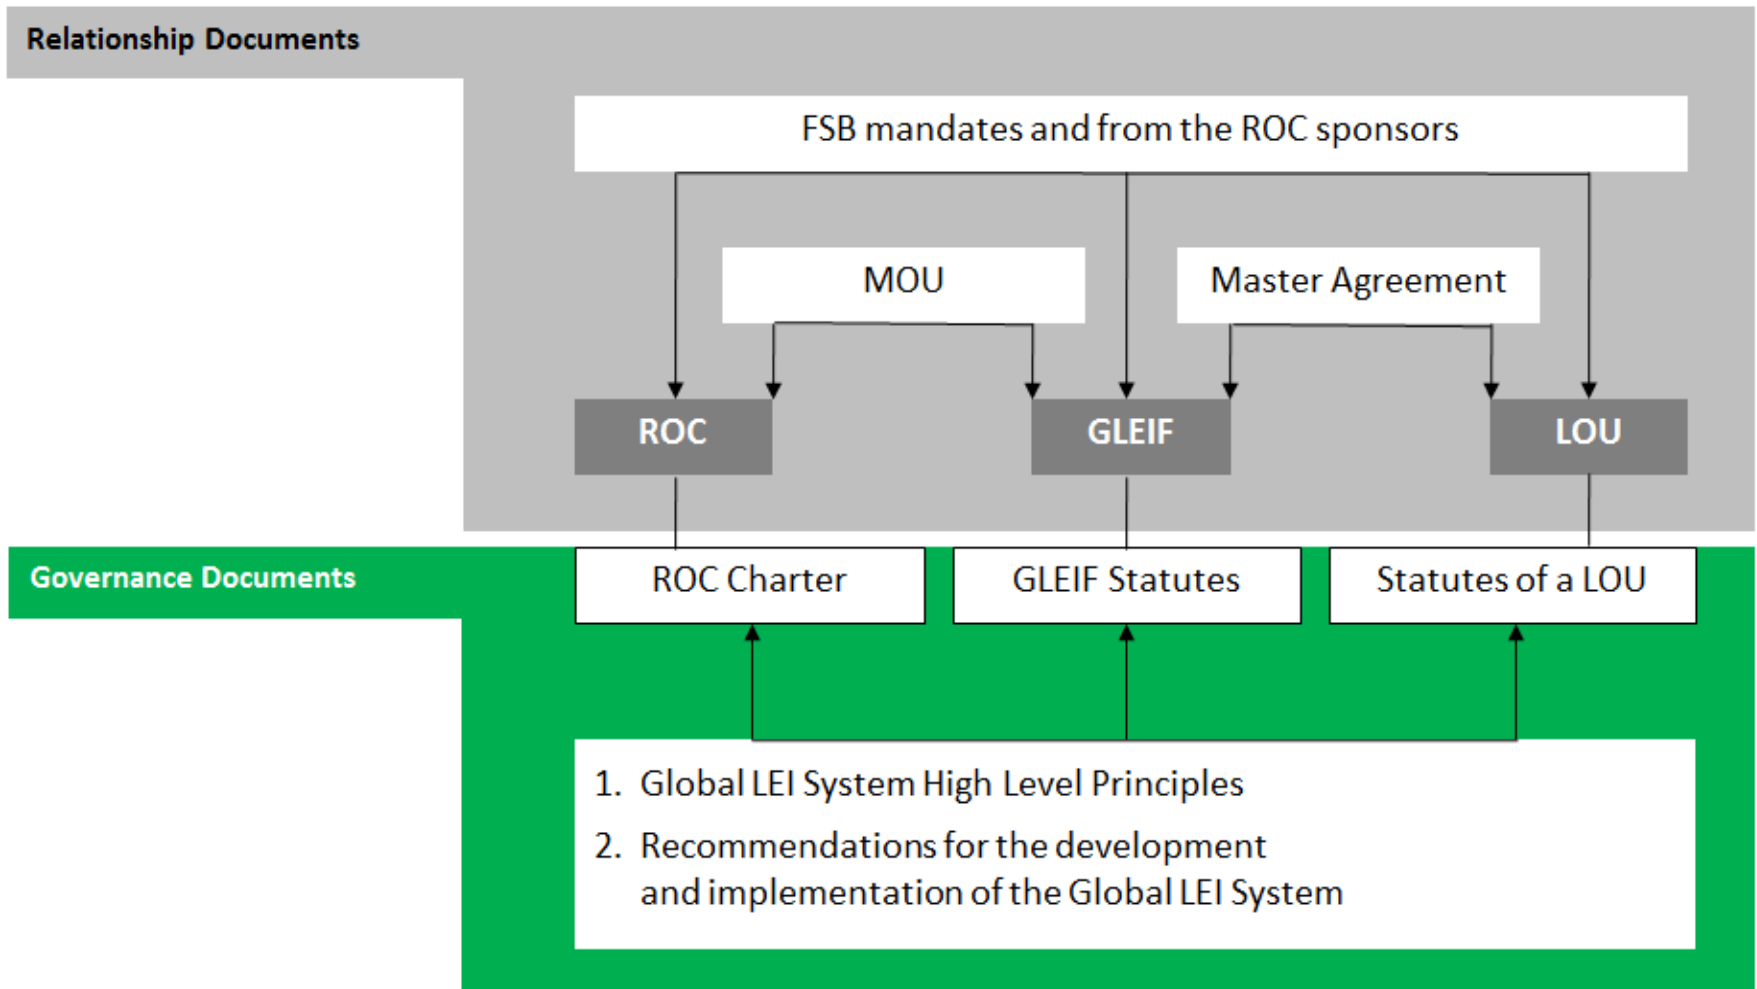 Relationship Documents
FSB mandates and from the ROC sponsors
MOU
Master Agreement
ROC
GLEIF
LOU
Governance Documents
ROC Charter
GLEIF Statutes
Statutes of a LOU
1. Global LEI System High Level Principles
2. Recommendations for the development
and implementation of the Global LEI System